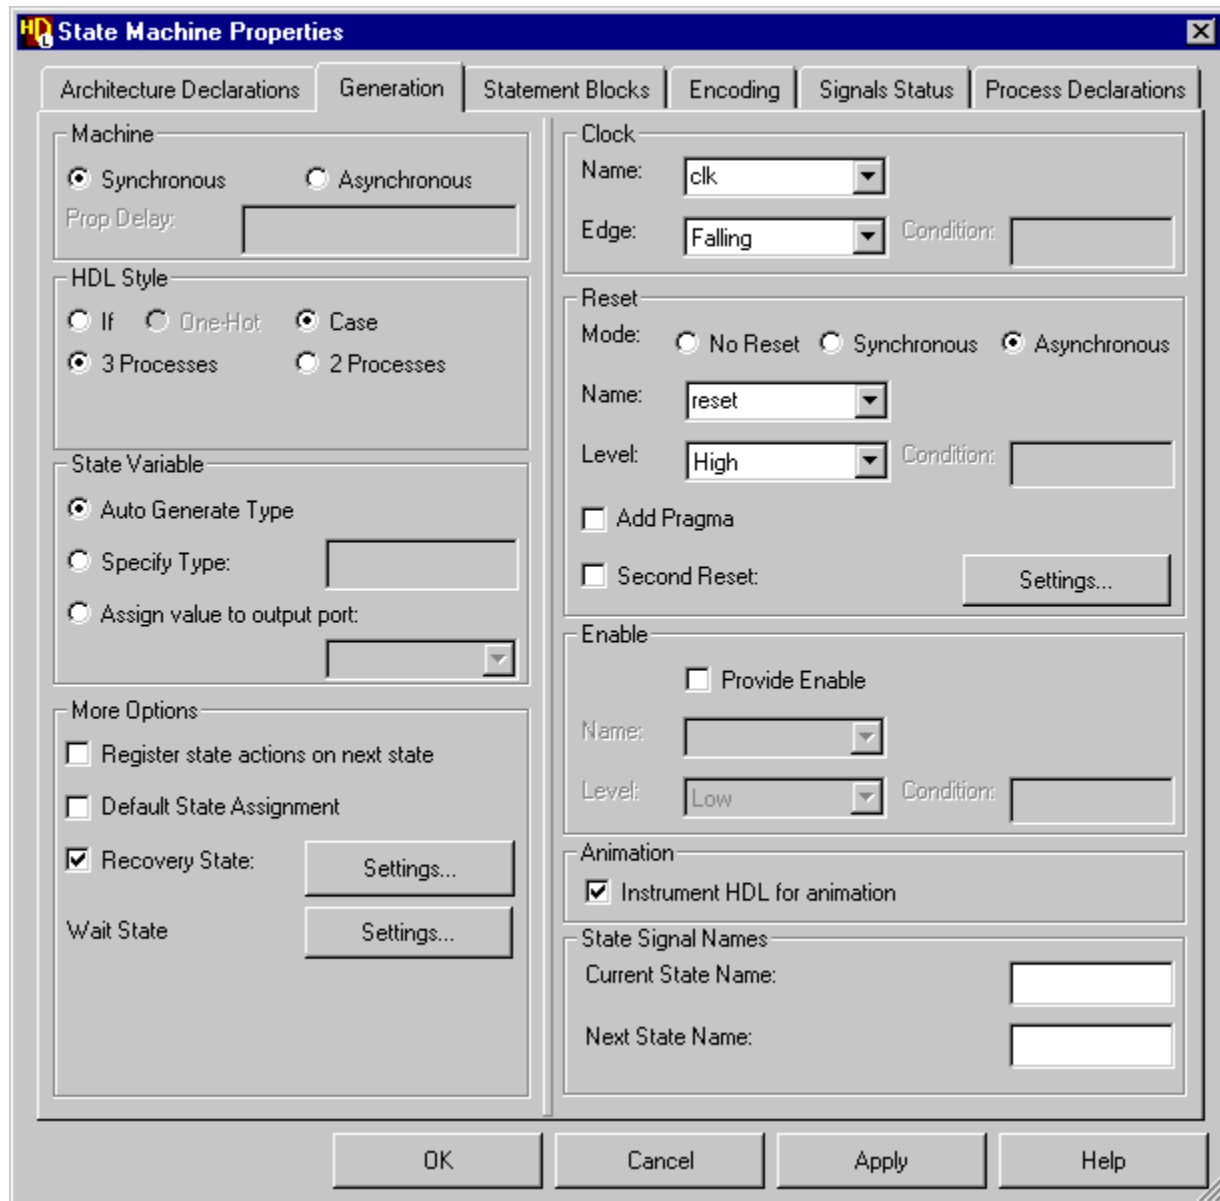 HD L State Machine Properties
Architecture Declarations Generation Statement Blocks Encoding Signals Status Process Declarations
Machine
Synchronous Asynchronous
Prop Delay:
HDL Style
If One-Hot Case
3 Processes 2 Processes
State Variable
Auto Generate Type
Specify Type:
Assign value to output port:
More Options
Register state actions on next state
Default State Assignment
Recovery State: Settings...
Wait State Settings...
Clock
Name: clk
Edge: Falling Condition:
Reset
Mode: No Reset Synchronous Asynchronous
Name: reset
Level: High Condition:
Add Pragma
Second Reset: Settings...
Enable
Provide Enable
Name:
Level: Low Condition:
Animation
Instrument HDL for animation
State Signal Names
Current State Name:
Next State Name:
OK Cancel Apply Help